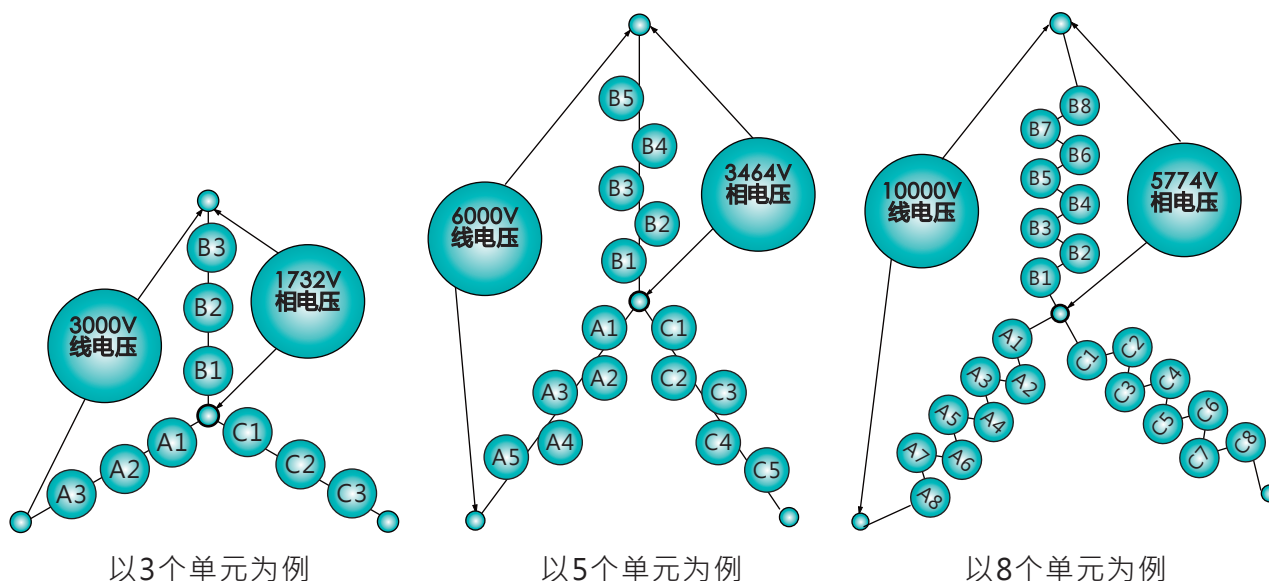 B3
B2
B1
3000V
线电压
1732V
相电压
A1
A2
A3
C1
C2
C3
以3个单元为例
B5
B4
B3
B2
B1
6000V
线电压
3464V
相电压
A1
A2
A3
A4
A5
C1
C2
C3
C4
C5
以5个单元为例
B8
B7
B6
B5
B4
B3
B2
B1
10000V
线电压
5774V
相电压
A1
A2
A3
A4
A5
A6
A7
A8
C1
C2
C3
C4
C5
C6
C7
C8
以8个单元为例